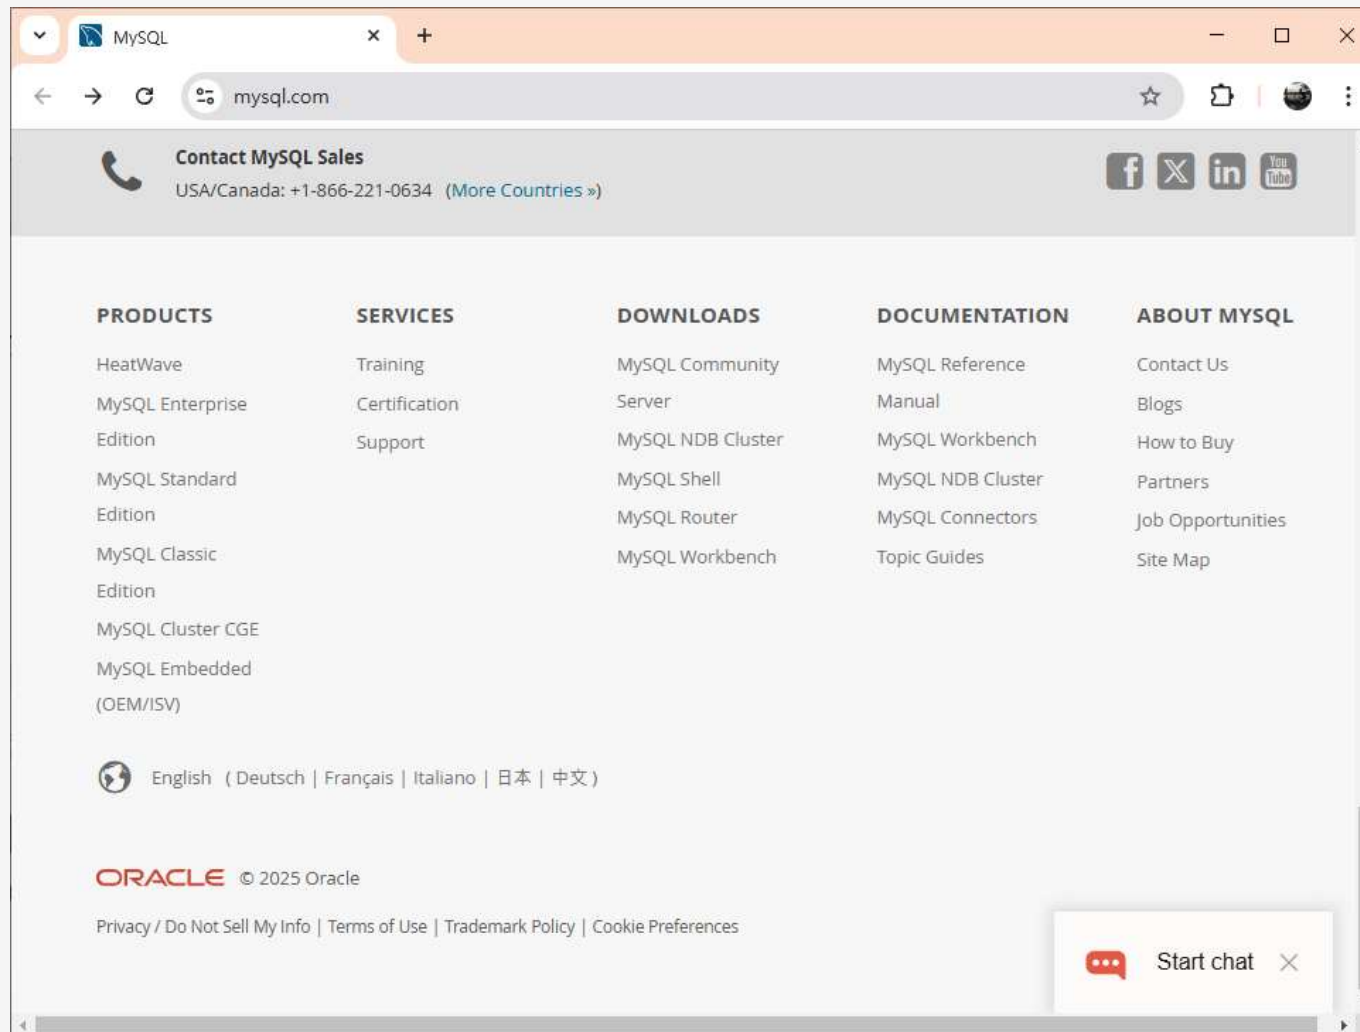 MySQL
mysql.com
Contact MySQL Sales
USA/Canada: +1-866-221-0634 (More Countries »)
You
Tube
PRODUCTS
HeatWave
MySQL Enterprise
Edition
MySQL Standard
Edition
MySQL Classic
Edition
MySQL Cluster CGE
MySQL Embedded
(OEM/ISV)
SERVICES
Training
Certification
Support
DOWNLOADS
MySQL Community
Server
MySQL NDB Cluster
MySQL Shell
MySQL Router
MySQL Workbench
DOCUMENTATION
MySQL Reference
Manual
MySQL Workbench
MySQL NDB Cluster
MySQL Connectors
Topic Guides
ABOUT MYSQL
Contact Us
Blogs
How to Buy
Partners
Job Opportunities
Site Map
English ( Deutsch | Français | Italiano | 日本 | 中文 )
ORACLE © 2025 Oracle
Privacy / Do Not Sell My Info | Terms of Use | Trademark Policy | Cookie Preferences
Start chat